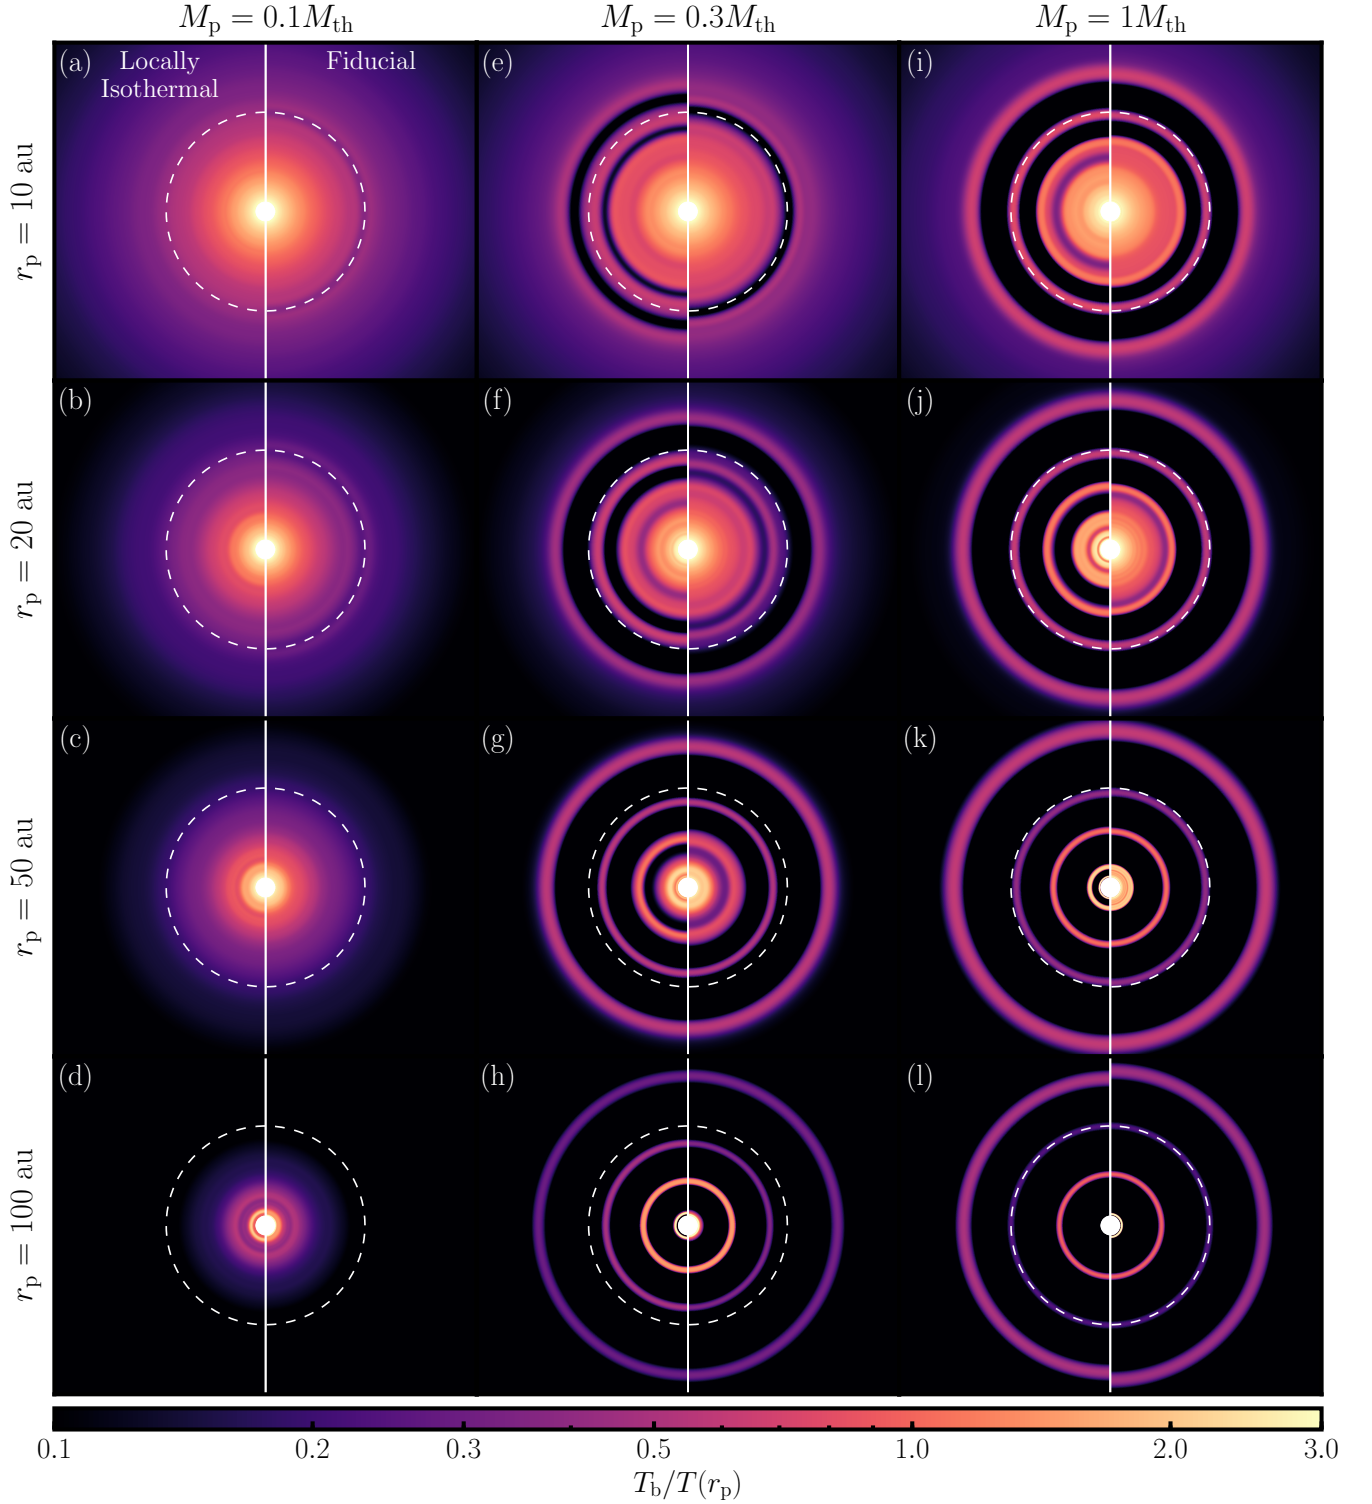 M_p = 0.1M_th
M_p = 0.3M_th
M_p = 1M_th
r_p = 10 au
(a)
Locally
Isothermal
Fiducial
(e)
(i)
r_p = 20 au
(b)
(f)
(j)
r_p = 50 au
(c)
(g)
(k)
r_p = 100 au
(d)
(h)
(l)
0.1 0.2 0.3 0.5 1.0 2.0 3.0
T_b/T(r_p)